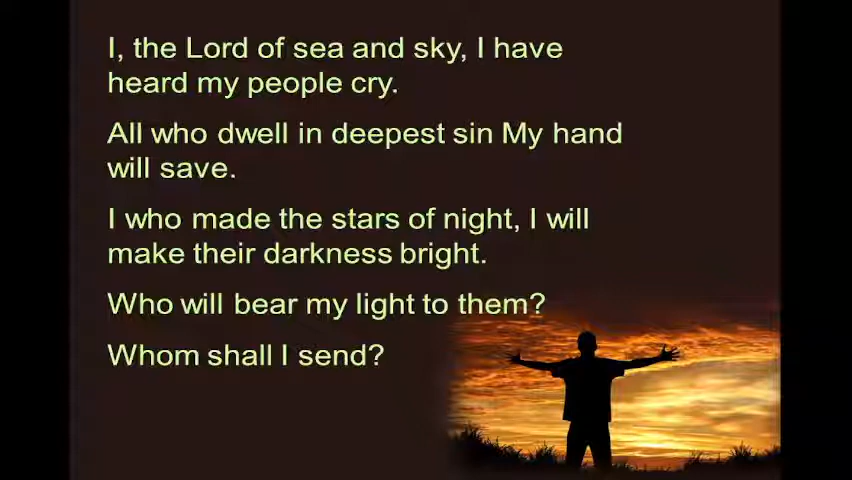 I, the Lord of sea and sky, I have
heard my people cry.
All who dwell in deepest sin My hand
will save.
I who made the stars of night, I will
make their darkness bright.
Who will bear my light to them?
Whom shall I send?